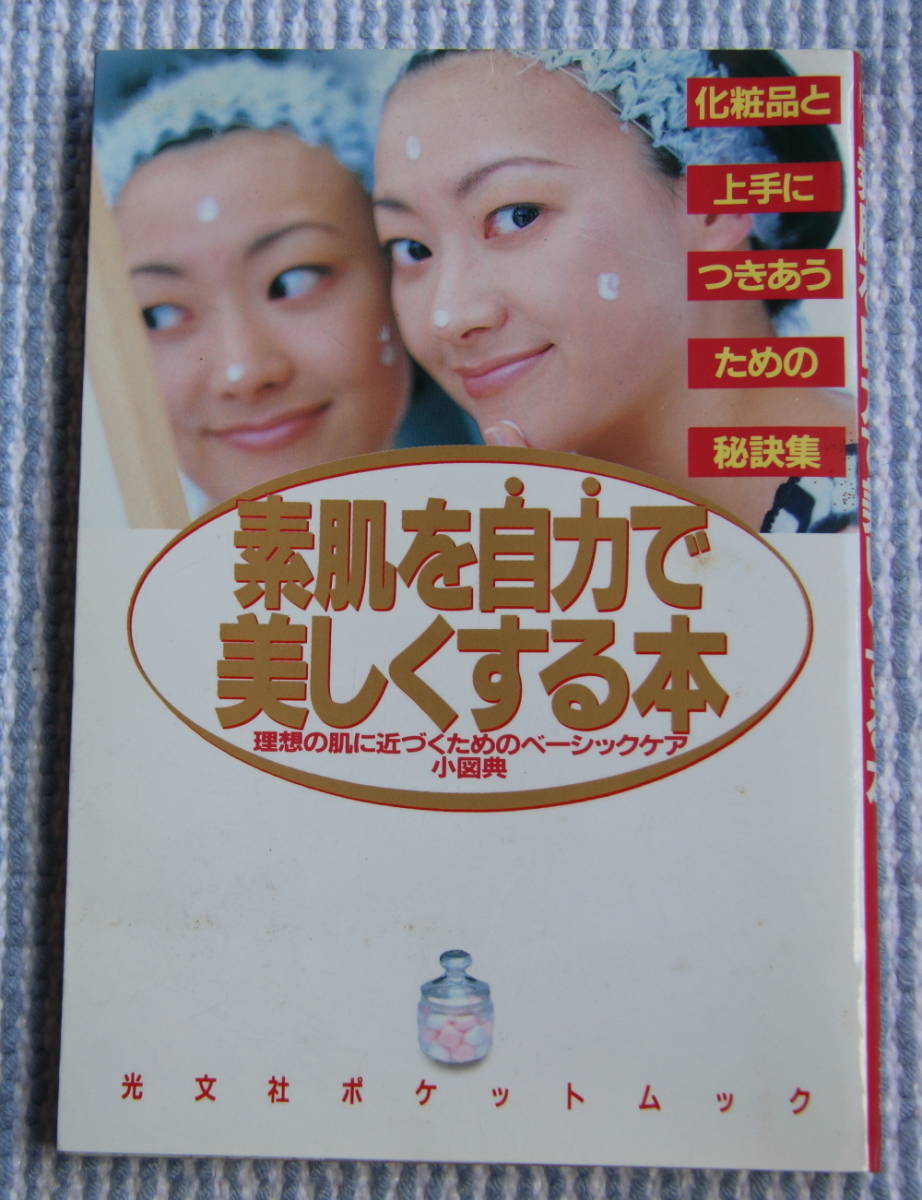 化粧品と
上手に
つきあう
ための
秘訣集
素肌を自力で
美しくする本
理想の肌に近づくためのベーシックケア
小図典
光文社ポケットムック